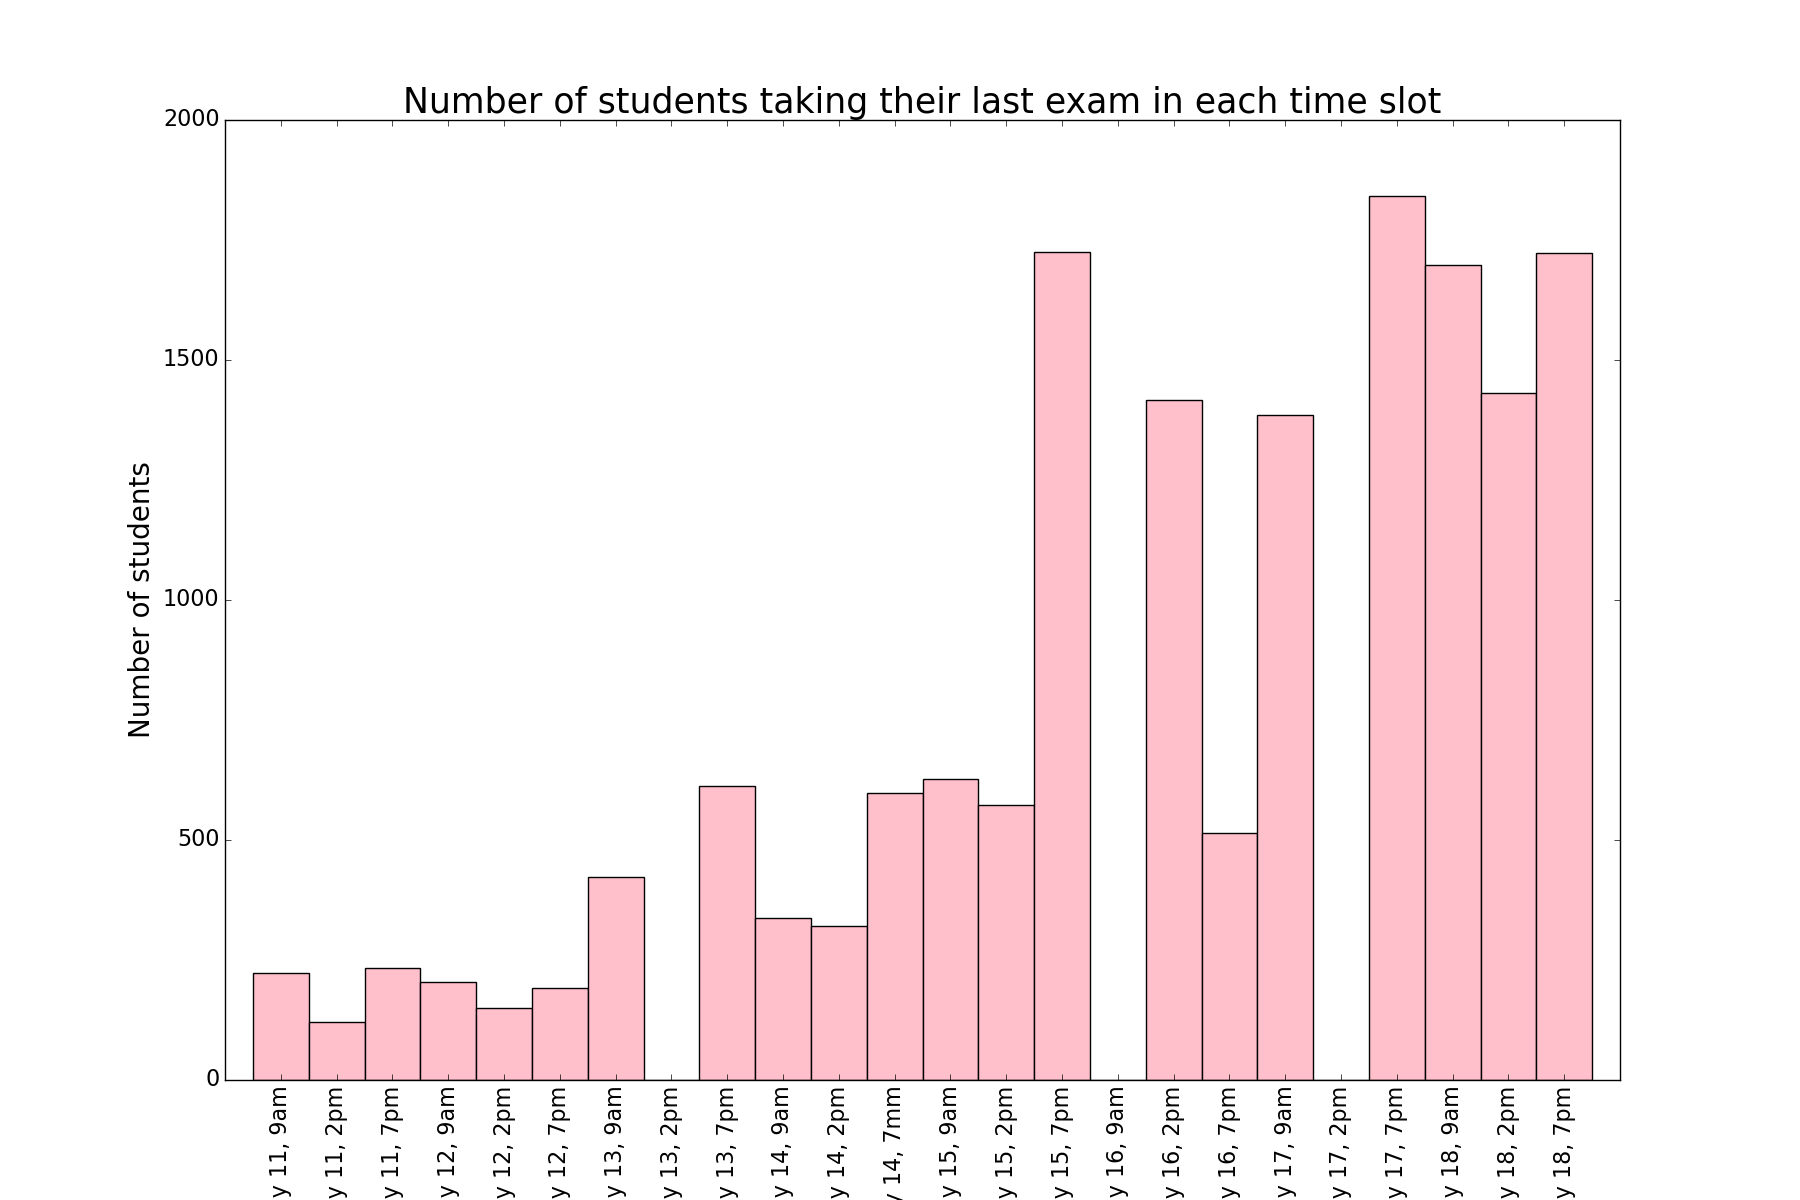 Number of students taking their last exam in each time slot
Number of students
2000
1500
1000
500
0
y 11, 9am
y 11, 2pm
y 11, 7pm
y 12, 9am
y 12, 2pm
y 12, 7pm
y 13, 9am
y 13, 2pm
y 13, 7pm
y 14, 9am
y 14, 2pm
y 14, 7mm
y 15, 9am
y 15, 2pm
y 15, 7pm
y 16, 9am
y 16, 2pm
y 16, 7pm
y 17, 9am
y 17, 2pm
y 17, 7pm
y 18, 9am
y 18, 2pm
y 18, 7pm